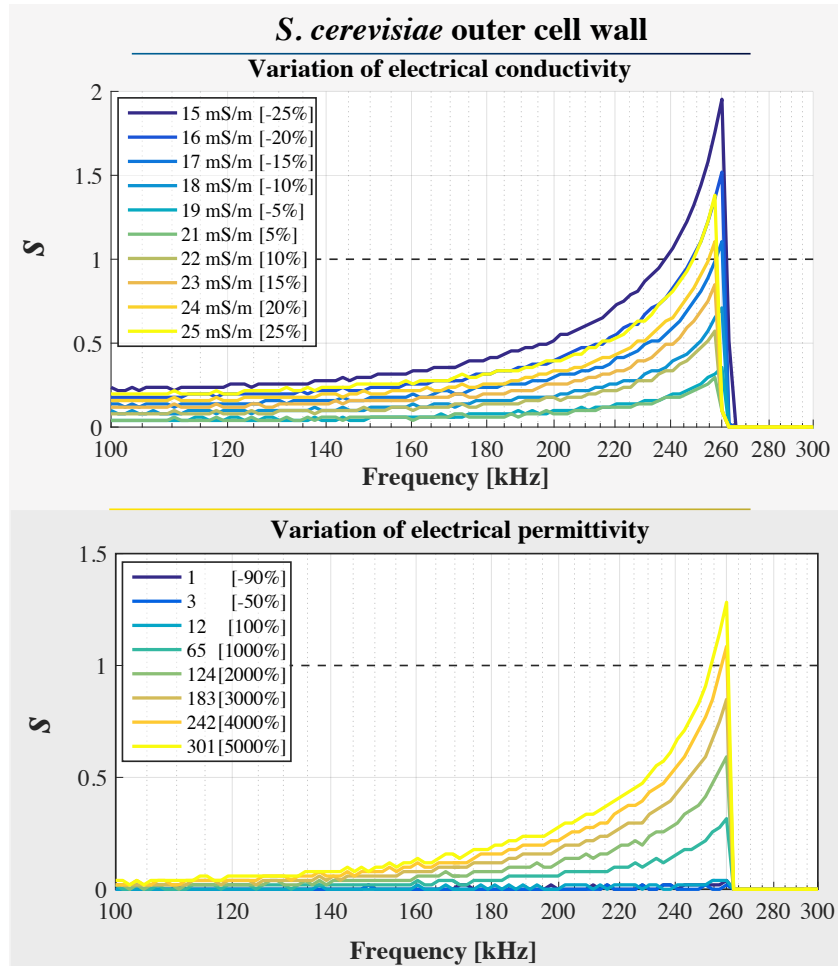 S. cerevisiae outer cell wall
Variation of electrical conductivity
2
1.5
1
0.5
0
S
15 mS/m [-25%]
16 mS/m [-20%]
17 mS/m [-15%]
18 mS/m [-10%]
19 mS/m [-5%]
21 mS/m [5%]
22 mS/m [10%]
23 mS/m [15%]
24 mS/m [20%]
25 mS/m [25%]
100 120 140 160 180 200 220 240 260 280 300
Frequency [kHz]
Variation of electrical permittivity
1.5
1
0.5
0
S
1 [-90%]
3 [-50%]
12 [100%]
65 [1000%]
124 [2000%]
183 [3000%]
242 [4000%]
301 [5000%]
100 120 140 160 180 200 220 240 260 280 300
Frequency [kHz]